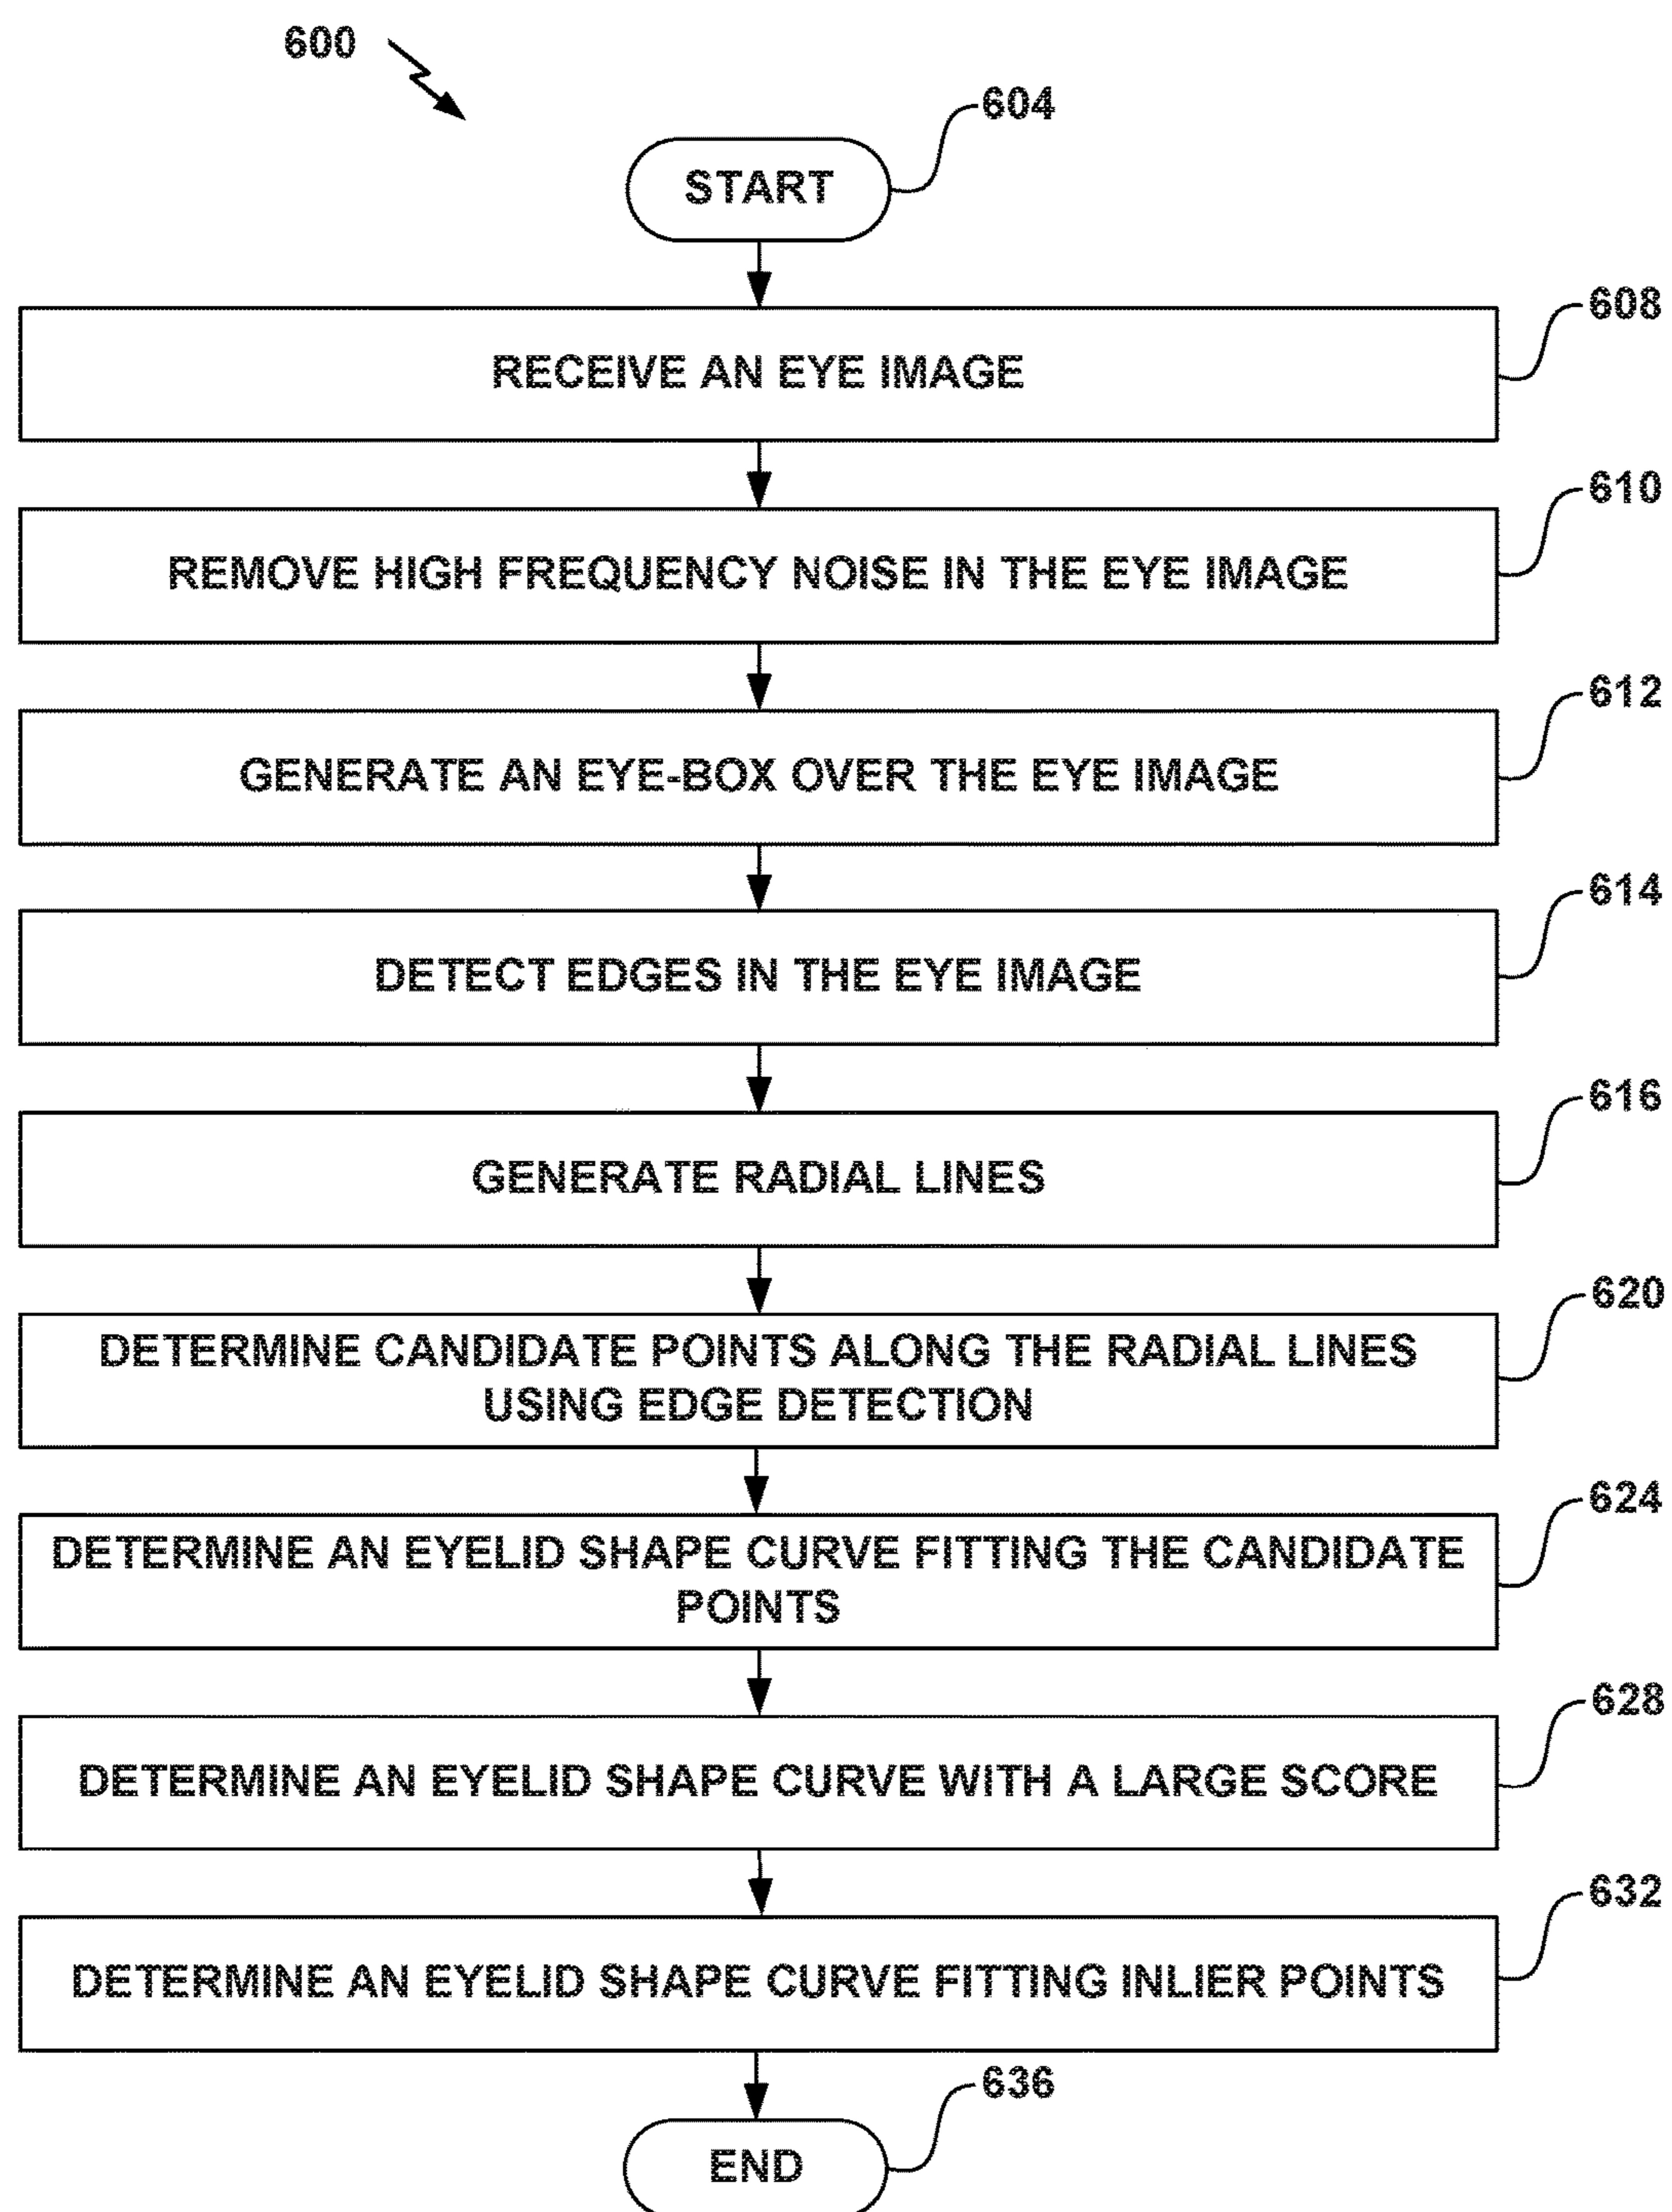 600
604
START
608
RECEIVE AN EYE IMAGE
610
REMOVE HIGH FREQUENCY NOISE IN THE EYE IMAGE
612
GENERATE AN EYE-BOX OVER THE EYE IMAGE
614
DETECT EDGES IN THE EYE IMAGE
616
GENERATE RADIAL LINES
620
DETERMINE CANDIDATE POINTS ALONG THE RADIAL LINES
USING EDGE DETECTION
624
DETERMINE AN EYELID SHAPE CURVE FITTING THE CANDIDATE
POINTS
628
DETERMINE AN EYELID SHAPE CURVE WITH A LARGE SCORE
632
DETERMINE AN EYELID SHAPE CURVE FITTING INLIER POINTS
636
END